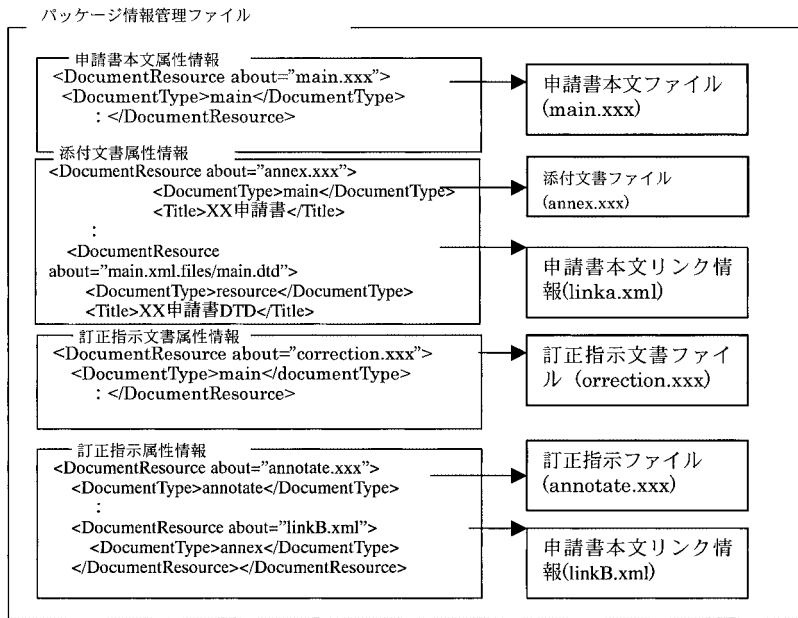 パッケージ情報管理ファイル
申請書本文属性情報
<DocumentResource about="main.xxx">
<DocumentType>main</DocumentType>
: </DocumentResource>
申請書本文ファイル
(main.xxx)
添付文書属性情報
<DocumentResource about="annex.xxx">
<DocumentType>main</DocumentType>
<Title>XX申請書</Title>
:
<DocumentResource
about="main.xml.files/main.dtd">
<DocumentType>resource</DocumentType>
<Title>XX申請書DTD</Title>
添付文書ファイル
(annex.xxx)
申請書本文リンク情
報(linka.xml)
訂正指示文書属性情報
<DocumentResource about="correction.xxx">
<DocumentType>main</documentType>
: </DocumentResource>
訂正指示文書ファイ
ル (orrection.xxx)
訂正指示属性情報
<DocumentResource about="annotate.xxx">
<DocumentType>annotate</DocumentType>
:
<DocumentResource about="linkB.xml">
<DocumentType>annex</DocumentType>
</DocumentResource></DocumentResource>
訂正指示ファイル
(annotate.xxx)
申請書本文リンク情
報(linkB.xml)